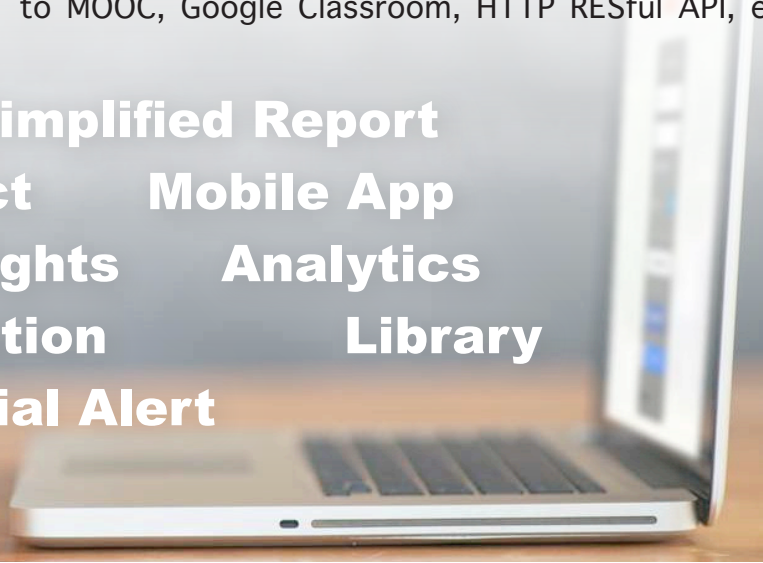 to MOOC, Google Classroom, HTTP RESful API, e
implified Report
ct Mobile App
ghts Analytics
tion Library
ial Alert